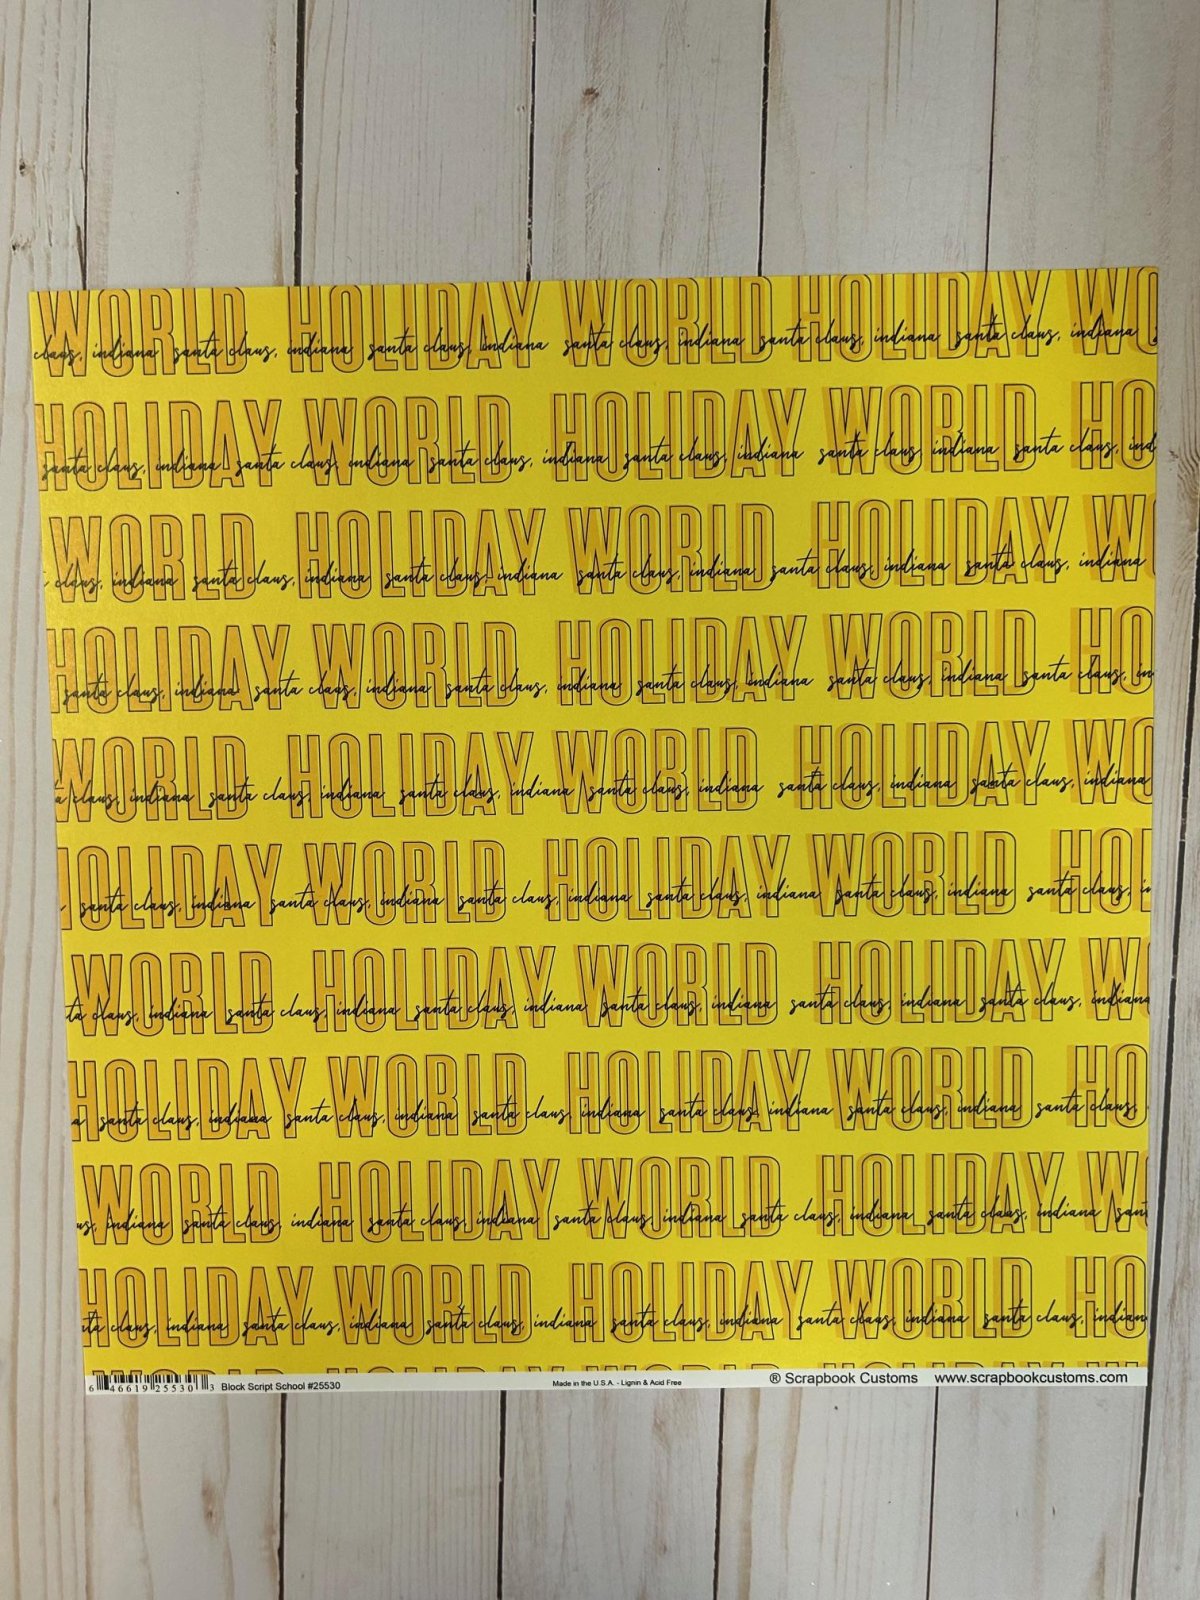 WORLD HOLIDAY WORLD HOLIDAY
claus, indiana santa claus, indiana santa claus, indiana santa claus, indiana santa claus, indiana santa claus, indiana
HOLIDAY WORLD HOLIDAY WORLD HO
santa claus, indiana santa claus, indiana santa claus, indiana santa claus, indiana santa claus, ind
WORLD HOLIDAY WORLD HOLIDAY W
claus, indiana santa claus, indiana santa claus, indiana santa claus, indiana santa claus, indiana santa claus, indiana
HOLIDAY WORLD HOLIDAY WORLD HO
santa claus, indiana santa claus, indiana santa claus, indiana santa claus, indiana santa claus, indiana santa claus, in
WORLD HOLIDAY WORLD HOLIDAY WO
a claus, indiana santa claus, indiana santa claus, indiana santa claus, indiana santa claus, indiana
HOLIDAY WORLD HOLIDAY WORLD HOL
santa claus, indiana santa claus, indiana santa claus, indiana santa claus, indiana santa claus, indiana santa claus, i
WORLD HOLIDAY WORLD HOLIDAY W
ta claus, indiana santa claus, indiana santa claus, indiana santa claus, indiana santa claus, indiana santa claus, indiana
HOLIDAY WORLD HOLIDAY WORLD HO
santa claus, indiana santa claus, indiana santa claus, indiana santa claus, indiana santa claus, indiana santa claus,
WORLD HOLIDAY WORLD HOLIDAY W
us, indiana santa claus, indiana santa claus, indiana santa claus, indiana santa claus, indiana santa claus, indiana san
HOLIDAY WORLD HOLIDAY WORLD HO
nta claus, indiana santa claus, indiana santa claus, indiana santa claus, indiana santa claus, indiana santa claus, indian
6 46619 25530 3 Block Script School #25530 Made in the U.S.A. - Lignin & Acid Free ® Scrapbook Customs www.scrapbookcustoms.com